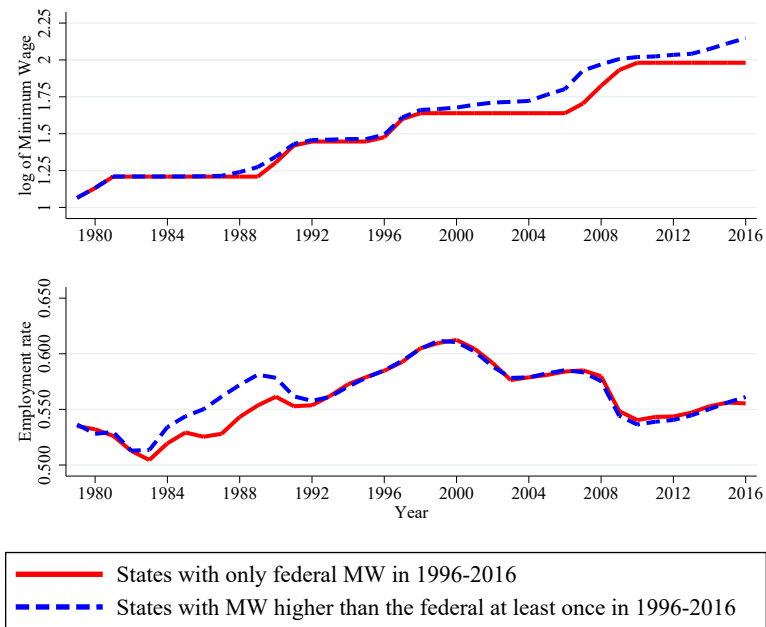 log of Minimum Wage
2.25
2
1.75
1.5
1.25
1
1980 1984 1988 1992 1996 2000 2004 2008 2012 2016
Employment rate
0.650
0.600
0.550
0.500
1980 1984 1988 1992 1996 2000 2004 2008 2012 2016
Year
States with only federal MW in 1996-2016
States with MW higher than the federal at least once in 1996-2016